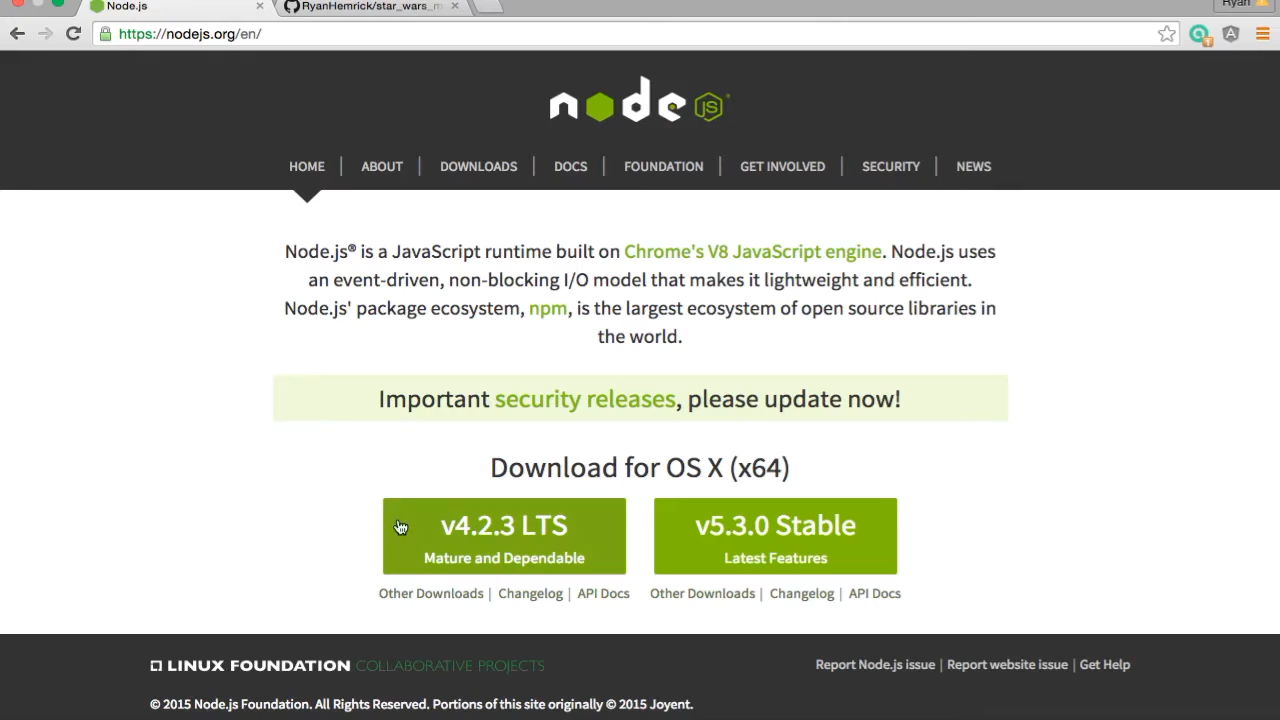 Node.js
RyanHemrick/star_wars_m
Ryan
https://nodejs.org/en/
node JS
HOME | ABOUT | DOWNLOADS | DOCS | FOUNDATION | GET INVOLVED | SECURITY | NEWS
Node.js® is a JavaScript runtime built on Chrome's V8 JavaScript engine. Node.js uses
an event-driven, non-blocking I/O model that makes it lightweight and efficient.
Node.js' package ecosystem, npm, is the largest ecosystem of open source libraries in
the world.
Important security releases, please update now!
Download for OS X (x64)
v4.2.3 LTS
Mature and Dependable
v5.3.0 Stable
Latest Features
Other Downloads | Changelog | API Docs
Other Downloads | Changelog | API Docs
LINUX FOUNDATION COLLABORATIVE PROJECTS
Report Node.js issue | Report website issue | Get Help
© 2015 Node.js Foundation. All Rights Reserved. Portions of this site originally © 2015 Joyent.